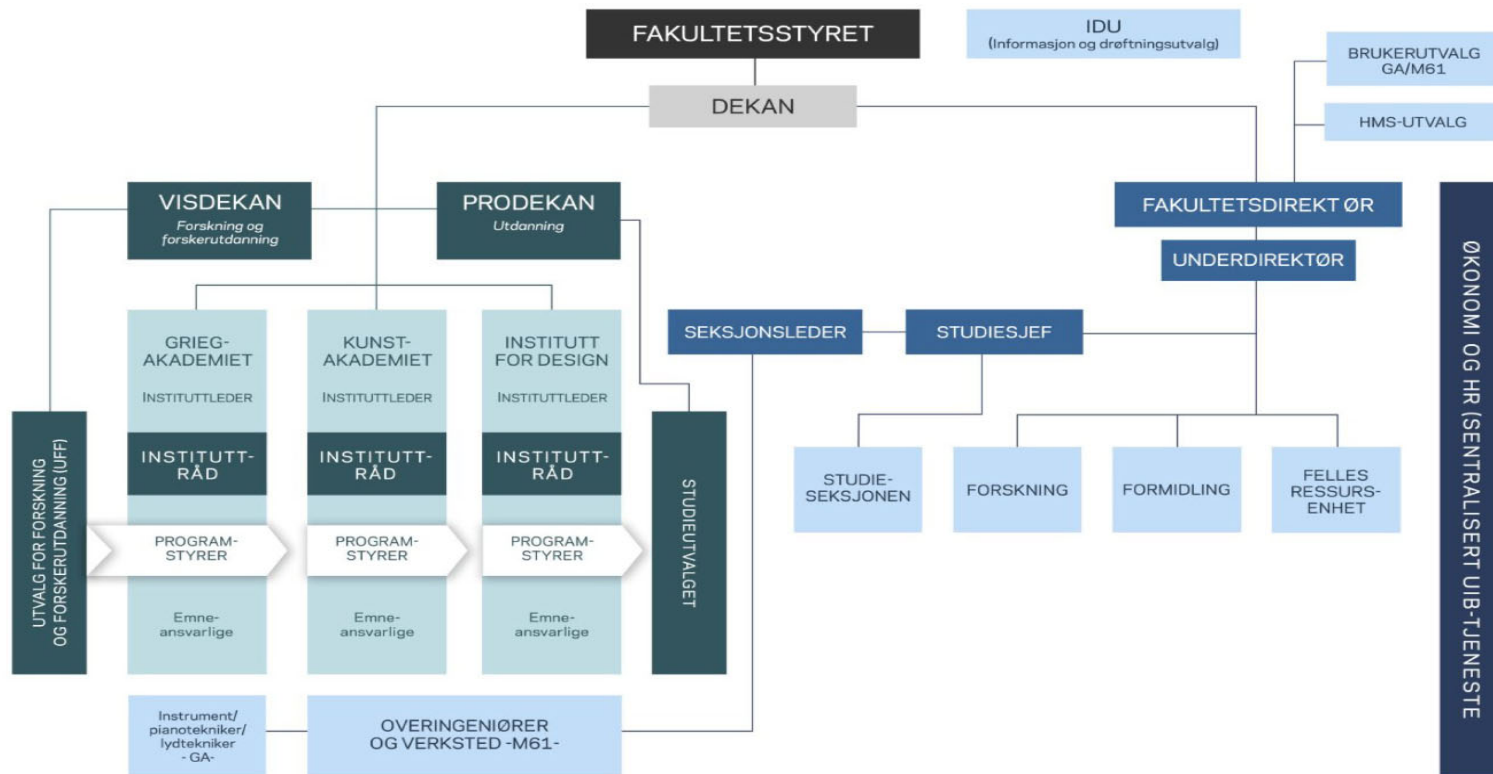 FAKULTETSSTYRET
IDU
(Informasjon og drøftningsutvalg)
BRUKERUTVALG
GA/M61
DEKAN
HMS-UTVALG
VISDEKAN
Forskning og
forskerutdanning
PRODEKAN
Utdanning
FAKULTETSDIREKT ØR
UNDERDIREKTØR
SEKSJONSLEDER
STUDIESJEF
GRIEG-
AKADEMIET
INSTITUTTLEDER
INSTITUTT-
RÅD
PROGRAM-
STYRER
Emne-
ansvarlige
KUNST-
AKADEMIET
INSTITUTTLEDER
INSTITUTT-
RÅD
PROGRAM-
STYRER
Emne-
ansvarlige
INSTITUTT
FOR DESIGN
INSTITUTTLEDER
INSTITUTT-
RÅD
PROGRAM-
STYRER
Emne-
ansvarlige
UTVALG FOR FORSKNING
OG FORSKERUTDANNING (UFF)
STUDIEUTVALGET
STUDIE-
SEKSJONEN
FORSKNING
FORMIDLING
FELLES
RESSURS-
ENHET
Instrument/
pianotekniker/
lydtekniker
- GA-
OVERINGENIØRER
OG VERKSTED -M61-
ØKONOMI OG HR (SENTRALISERT UIB-TJENESTE